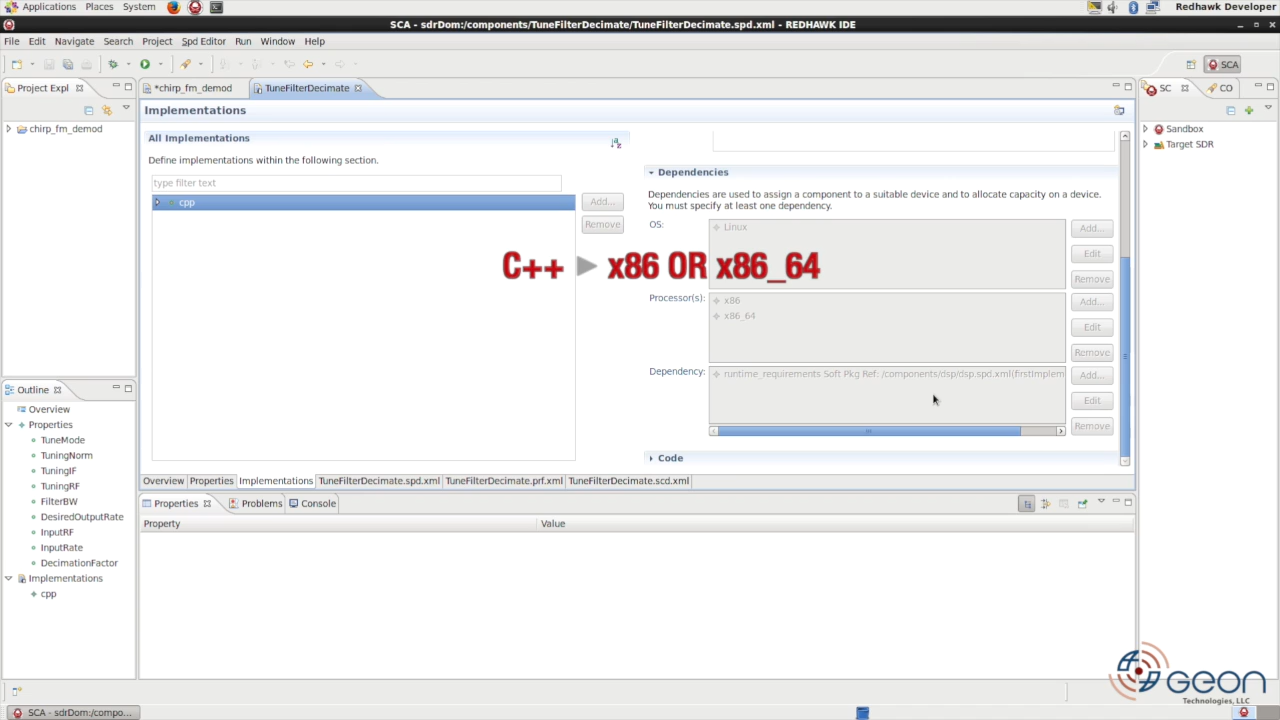 Applications Places System
Redhawk Developer
SCA - sdrDom:/components/TuneFilterDecimate/TuneFilterDecimate.spd.xml - REDHAWK IDE
File Edit Navigate Search Project Spd Editor Run Window Help
SCA
Project Expl
*chirp_fm_demod
TuneFilterDecimate
SC
CO
chirp_fm_demod
Sandbox
Target SDR
Implementations
All Implementations
Define implementations within the following section.
type filter text
cpp
Add...
Remove
Dependencies
Dependencies are used to assign a component to a suitable device and to allocate capacity on a device.
You must specify at least one dependency.
OS:
Linux
Add...
Edit
Remove
C++ x86 OR x86_64
Processor(s):
x86
x86_64
Add...
Edit
Remove
Dependency:
runtime_requirements Soft Pkg Ref: /components/dsp/dsp.spd.xml(firstImplem
Add...
Edit
Remove
Code
Overview Properties Implementations TuneFilterDecimate.spd.xml TuneFilterDecimate.prf.xml TuneFilterDecimate.scd.xml
Outline
Overview
Properties
TuneMode
TuningNorm
TuningIF
TuningRF
FilterBW
DesiredOutputRate
InputRF
InputRate
DecimationFactor
Implementations
cpp
Properties
Problems
Console
Property Value
GEON
Technologies, LLC
SCA - sdrDom:/compo...